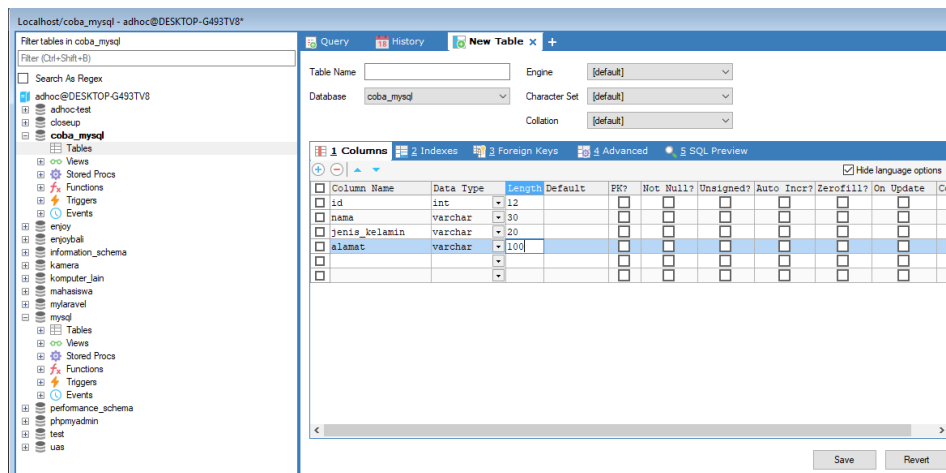 Localhost/coba_mysql - adhoc@DESKTOP-G493TV8*
Filter tables in coba_mysql
Filter (Ctrl+Shift+B)
Search As Regex
adhoc@DESKTOP-G493TV8
adhoc-test
closeup
coba_mysql
Tables
Views
Stored Procs
Functions
Triggers
Events
enjoy
enjoybali
information_schema
kamera
komputer_lain
mahasiswa
mylaravel
mysql
Tables
Views
Stored Procs
Functions
Triggers
Events
performance_schema
phpmyadmin
test
uas
Query History New Table
Table Name Engine [default]
Database coba_mysql Character Set [default]
Collation [default]
1 Columns 2 Indexes 3 Foreign Keys 4 Advanced 5 SQL Preview
Hide language options
Column Name Data Type Length Default PK? Not Null? Unsigned? Auto Incr? Zerofill? On Update Co
id int 12
nama varchar 30
jenis_kelamin varchar 20
alamat varchar 100
Save Revert